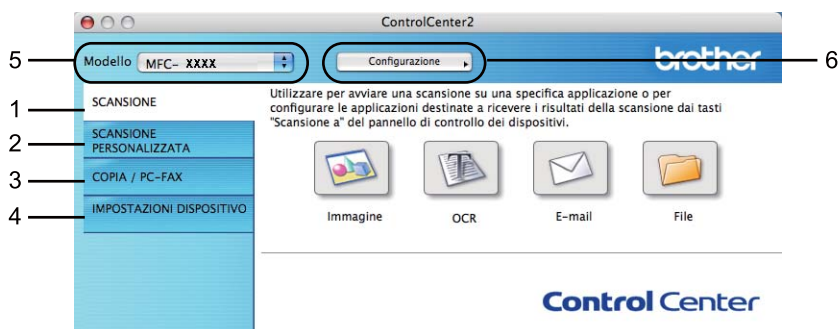 ControlCenter2
5
Modello MFC- XXXX
Configurazione
6
brother
1
SCANSIONE
2
SCANSIONE
PERSONALIZZATA
3
COPIA / PC-FAX
4
IMPOSTAZIONI DISPOSITIVO
Utilizzare per avviare una scansione su una specifica applicazione o per
configurare le applicazioni destinate a ricevere i risultati della scansione dai tasti
"Scansione a" del pannello di controllo dei dispositivi.
Immagine
OCR
E-mail
File
Control Center